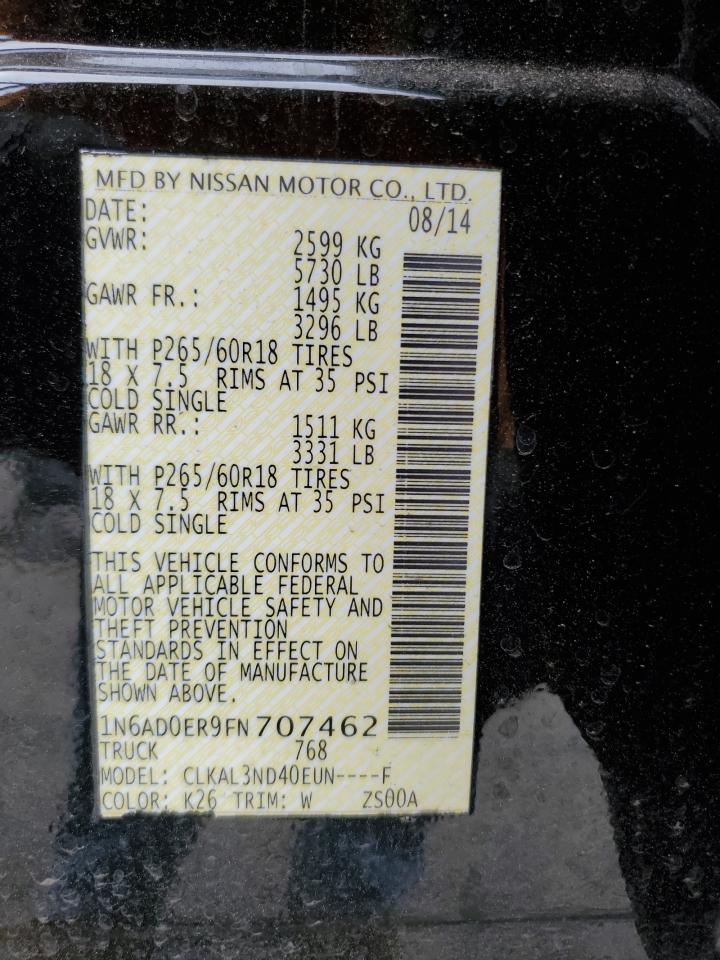 MFD BY NISSAN MOTOR CO., LTD.
DATE: 08/14
GVWR: 2599 KG
5730 LB
GAWR FR.: 1495 KG
3296 LB
WITH P265/60R18 TIRES
18 X 7.5 RIMS AT 35 PSI
COLD SINGLE
GAWR RR.: 1511 KG
3331 LB
WITH P265/60R18 TIRES
18 X 7.5 RIMS AT 35 PSI
COLD SINGLE
THIS VEHICLE CONFORMS TO
ALL APPLICABLE FEDERAL
MOTOR VEHICLE SAFETY AND
THEFT PREVENTION
STANDARDS IN EFFECT ON
THE DATE OF MANUFACTURE
SHOWN ABOVE.
1N6AD0ER9FN707462
TRUCK 768
MODEL: CLKAL3ND40EUN----F
COLOR: K26 TRIM: W ZS00A